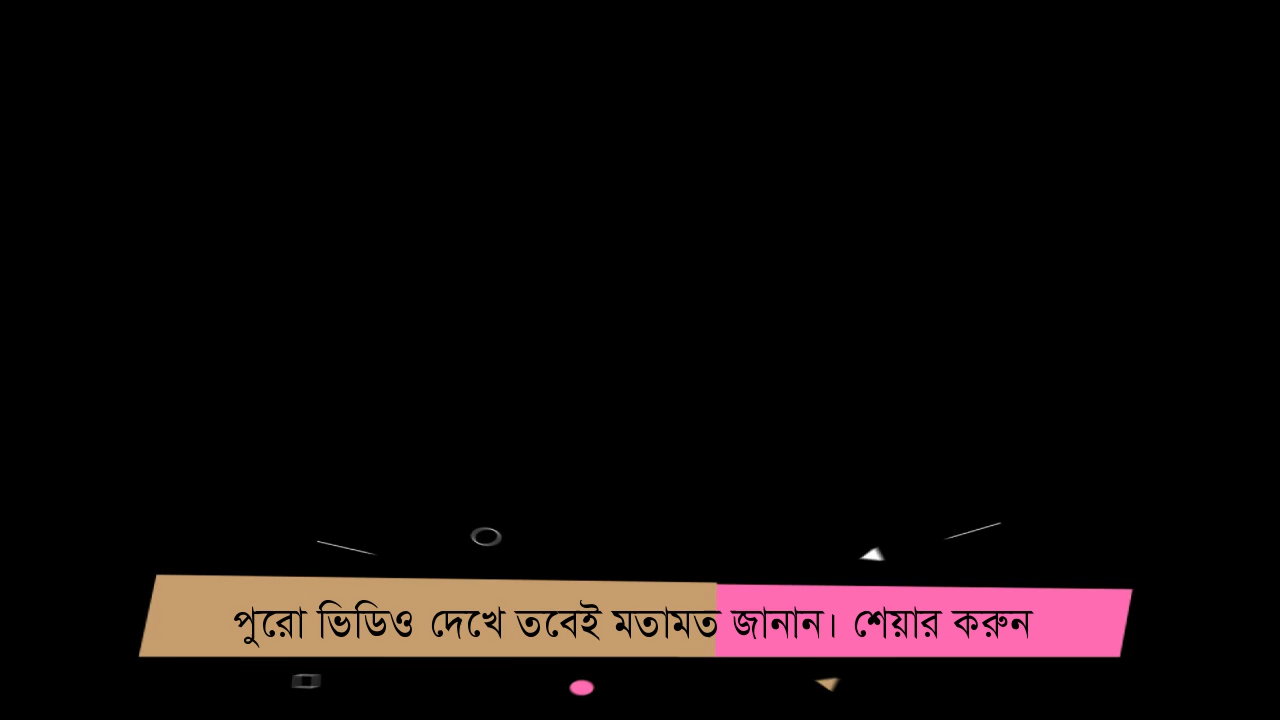 পুরো ভিডিও দেখে তবেই মতামত জানান। শেয়ার করুন